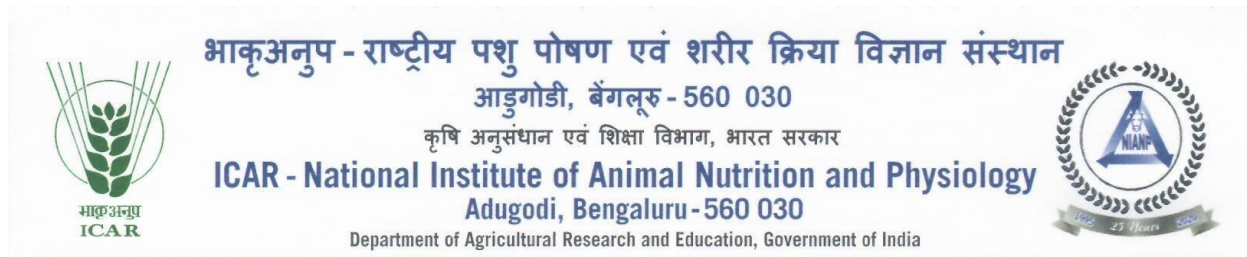 भाकृअनुप - राष्ट्रीय पशु पोषण एवं शरीर क्रिया विज्ञान संस्थान
आडुगोडी, बेंगलूरु - 560 030
कृषि अनुसंधान एवं शिक्षा विभाग, भारत सरकार
ICAR - National Institute of Animal Nutrition and Physiology
Adugodi, Bengaluru - 560 030
Department of Agricultural Research and Education, Government of India
भाकृअनुप
ICAR
NIANP
1995 25 Years 2020